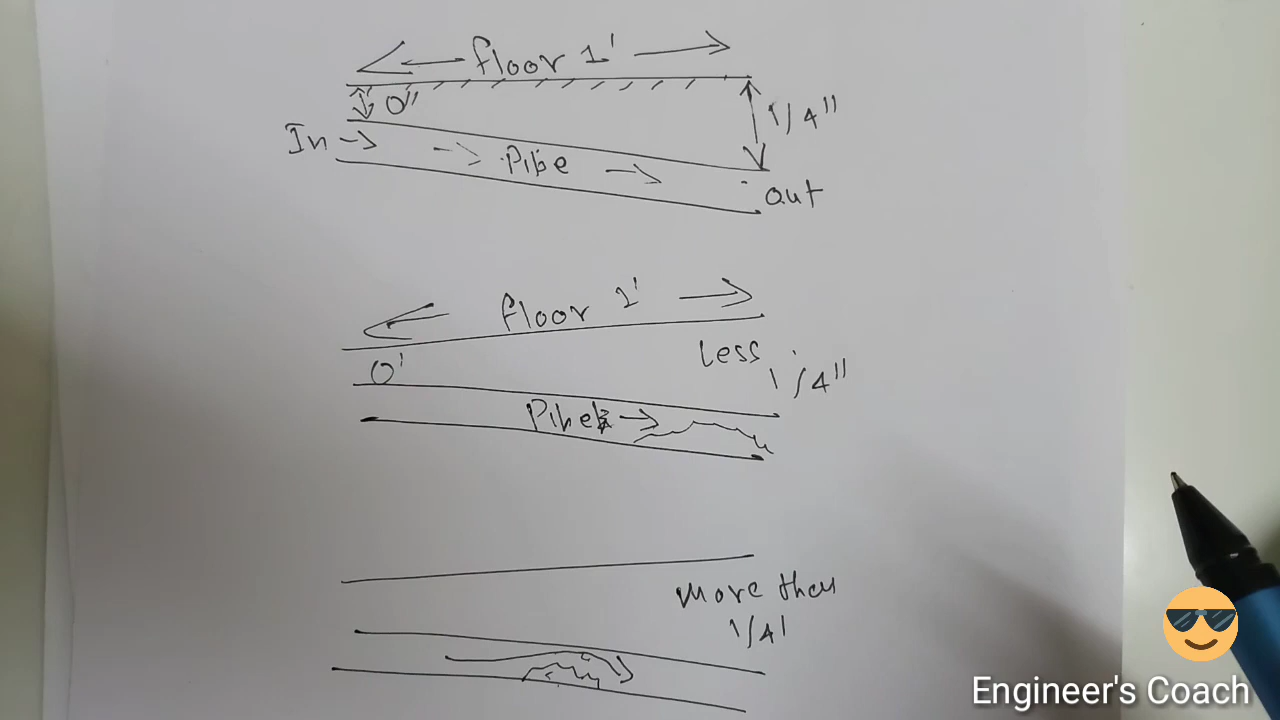 floor 1'
0"
1/4"
In
Pipe
out
floor 1'
0'
Less
1/4"
Pipe
More than
1/4'
Engineer's Coach